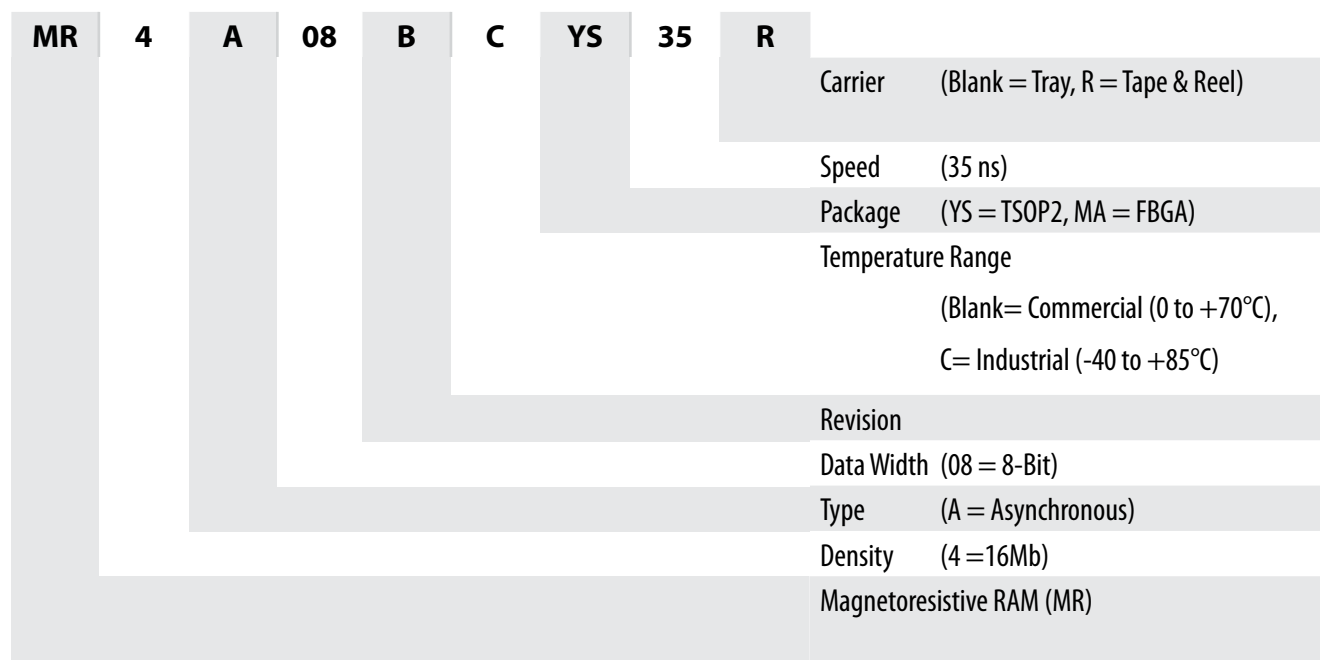 MR 4 A 08 B C YS 35 R
Carrier (Blank = Tray, R = Tape & Reel)
Speed (35 ns)
Package (YS = TSOP2, MA = FBGA)
Temperature Range
(Blank= Commercial (0 to +70°C),
C= Industrial (-40 to +85°C)
Revision
Data Width (08 = 8-Bit)
Type (A = Asynchronous)
Density (4 =16Mb)
Magnetoresistive RAM (MR)